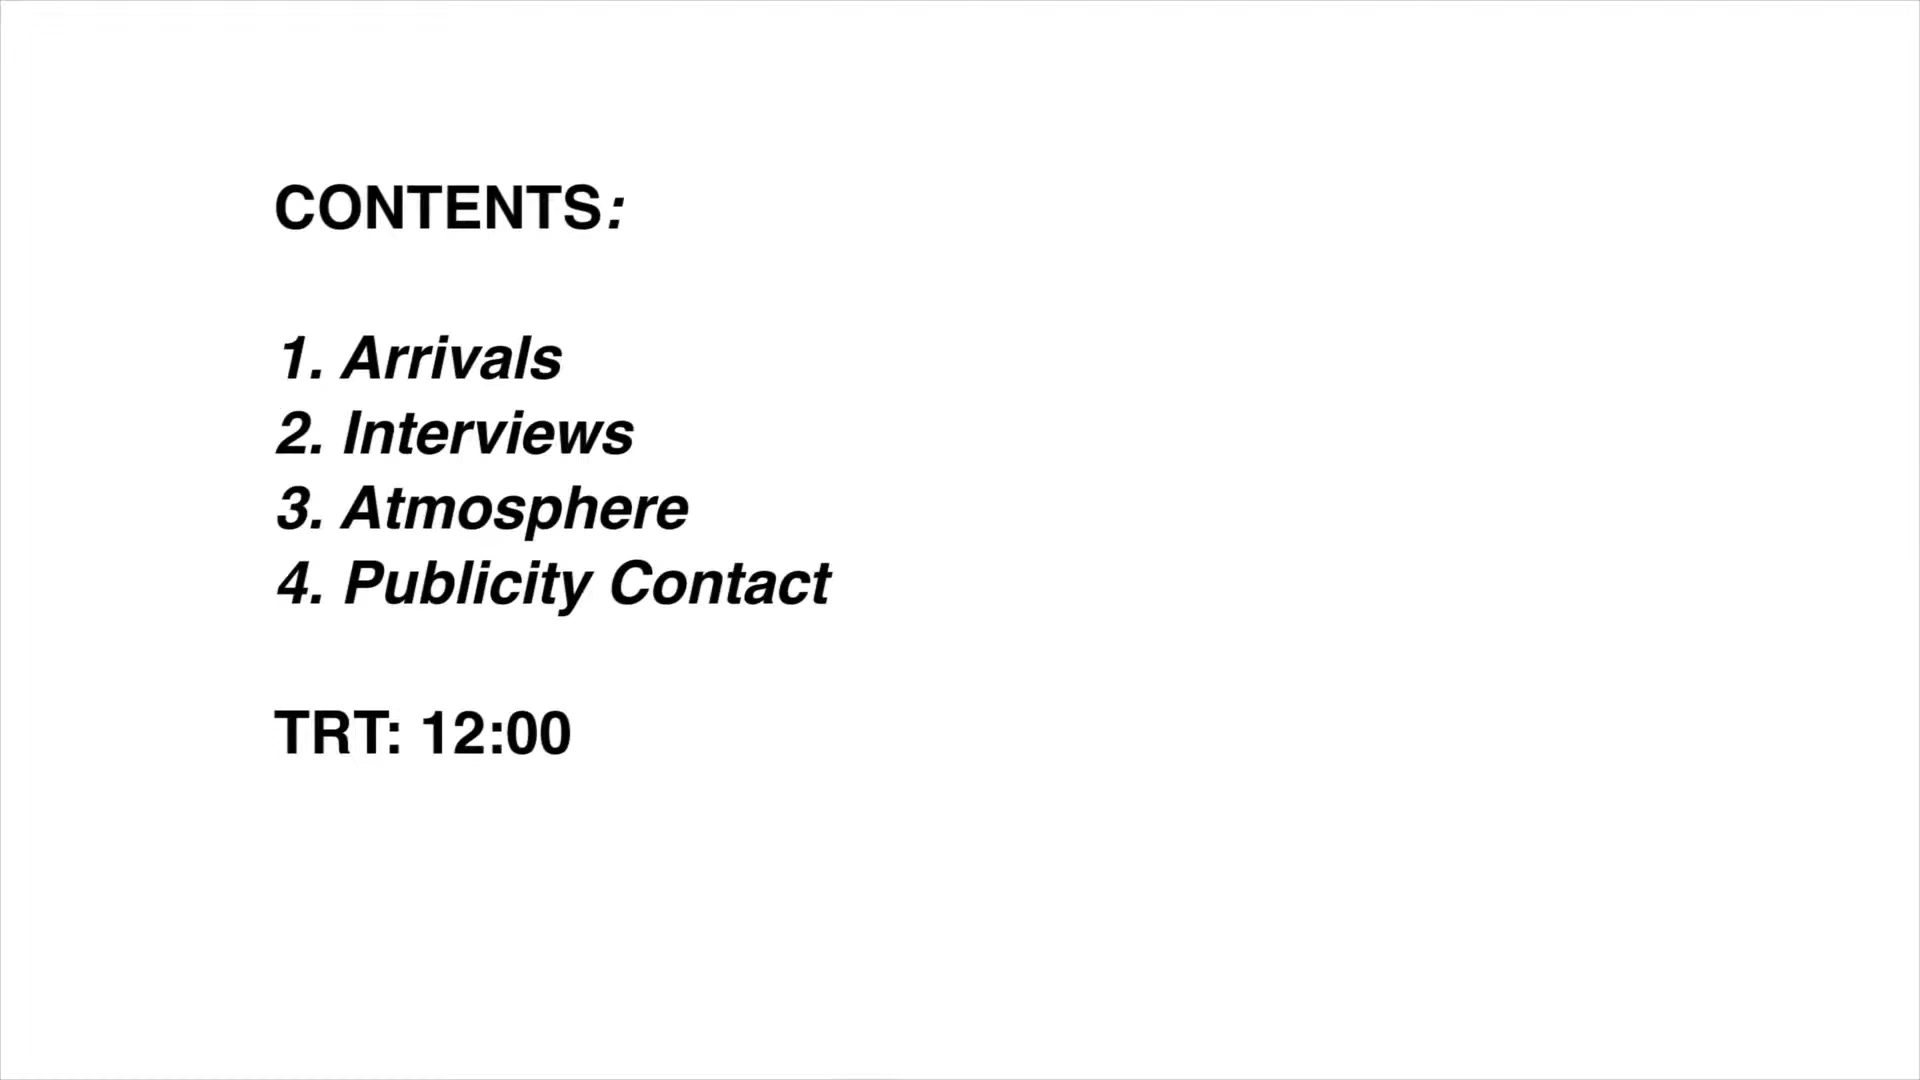 CONTENTS:
1. Arrivals
2. Interviews
3. Atmosphere
4. Publicity Contact
TRT: 12:00